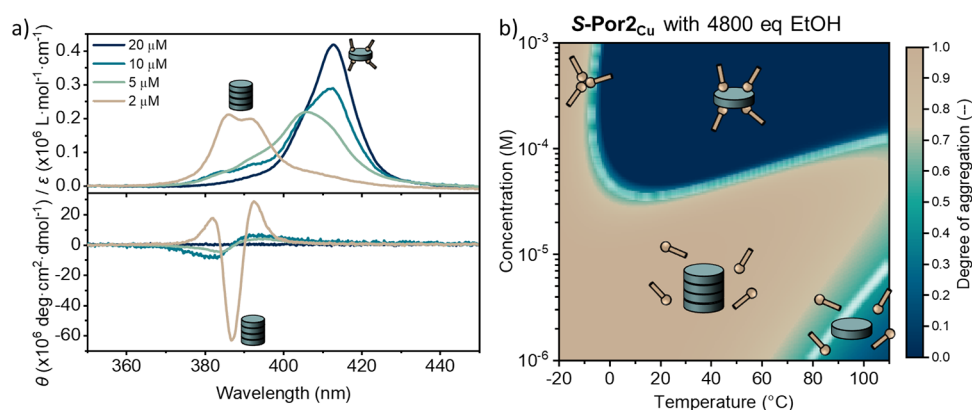 a)
20 μM
10 μM
5 μM
2 μM
0.4
0.3
0.2
0.1
0.0
20
0
-20
-40
-60
θ (x10⁶ deg·cm²·dmol⁻¹) / ε (x10⁶ L·mol⁻¹·cm⁻¹)
360 380 400 420 440
Wavelength (nm)
b)
S-Por2Cu with 4800 eq EtOH
10⁻³
10⁻⁴
10⁻⁵
10⁻⁶
Concentration (M)
-20 0 20 40 60 80 100
Temperature (°C)
1.0
0.9
0.8
0.7
0.6
0.5
0.4
0.3
0.2
0.1
0.0
Degree of aggregation (--)